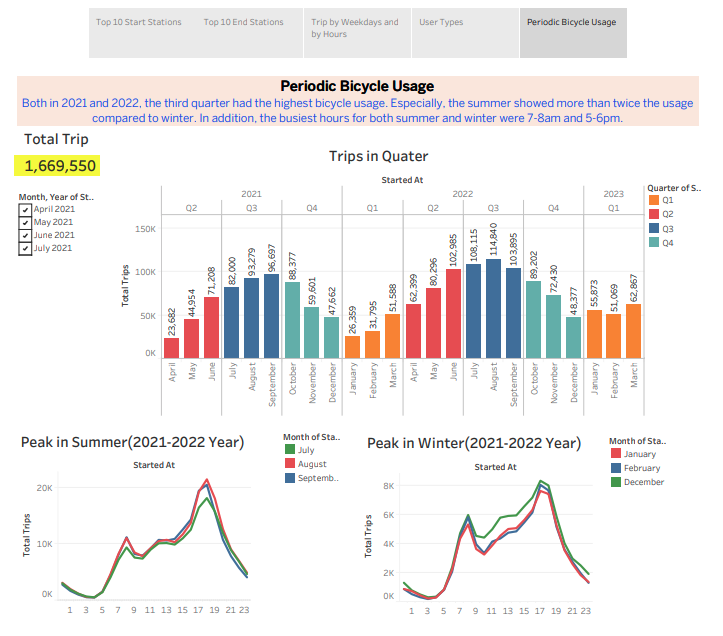 Top 10 Start Stations
Top 10 End Stations
Trip by Weekdays and
by Hours
User Types
Periodic Bicycle Usage
Periodic Bicycle Usage
Both in 2021 and 2022, the third quarter had the highest bicycle usage. Especially, the summer showed more than twice the usage
compared to winter. In addition, the busiest hours for both summer and winter were 7-8am and 5-6pm.
Total Trip
1,669,550
Month, Year of St..
April 2021
May 2021
June 2021
July 2021
Trips in Quater
Started At
2021 2022 2023
Q2 Q3 Q4 Q1 Q2 Q3 Q4 Q1
Total Trips
150K
100K
50K
0K
23,682 44,954 71,208 82,000 93,279 96,697 88,377 59,601 47,662 26,359 31,795 51,588 62,399 80,296 102,985 108,115 114,840 103,895 89,202 72,430 48,377 55,873 51,069 62,867
April May June July August September October November December January February March April May June July August September October November December January February March
Quarter of S..
Q1
Q2
Q3
Q4
Peak in Summer(2021-2022 Year)
Started At
Total Trips
20K
10K
0K
1 3 5 7 9 11 13 15 17 19 21 23
Month of Sta..
July
August
Septemb..
Peak in Winter(2021-2022 Year)
Started At
Total Trips
8K
6K
4K
2K
0K
1 3 5 7 9 11 13 15 17 19 21 23
Month of Sta..
January
February
December